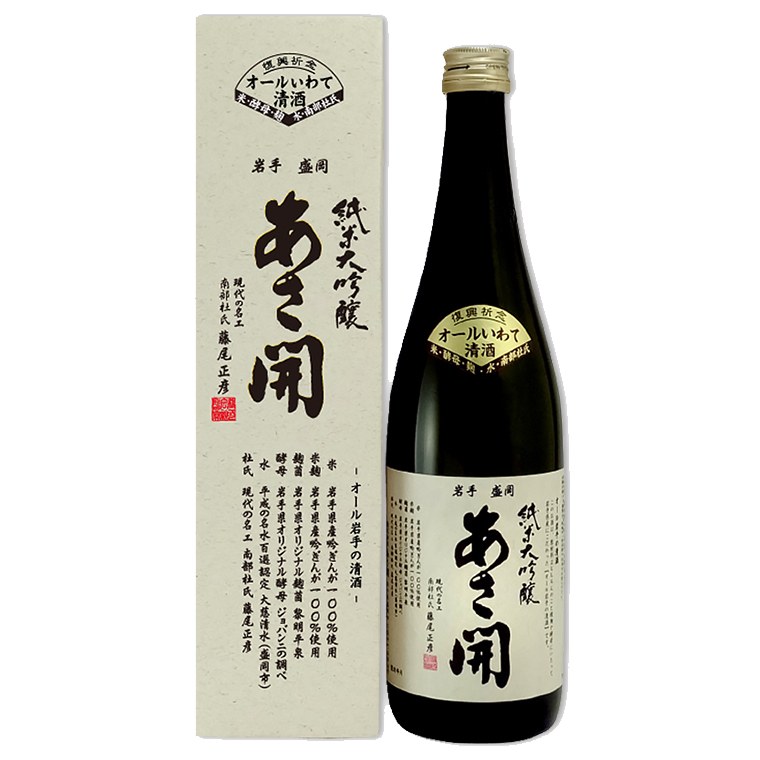 復興祈念
オールいわて
清酒
米・酵母・麹 水・南部杜氏
岩手 盛岡
純米大吟醸
あさ開
現代の名工
南部杜氏 藤尾正彦
－オール岩手の清酒－
米 岩手県産吟ぎんが一〇〇％使用
米麹 岩手県産吟ぎんが一〇〇％使用
麹菌 岩手県オリジナル麹菌 黎明平泉
酵母 岩手県オリジナル酵母 ジョバンニの調べ
水 平成の名水百選認定 大慈清水(盛岡市)
杜氏 現代の名工 南部杜氏 藤尾正彦
復興祈念
オールいわて
清酒
米・酵母・麹・水・南部杜氏
岩手 盛岡
純米大吟醸
あさ開
現代の名工
南部杜氏 藤尾正彦